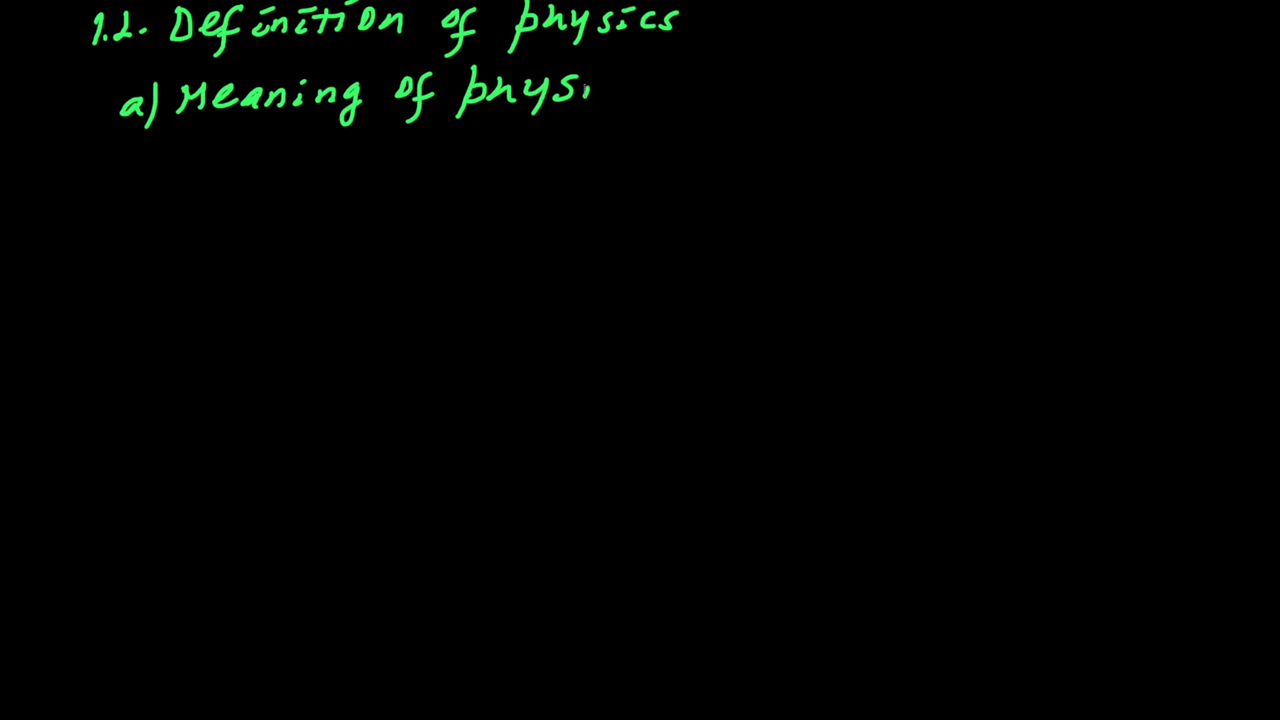 1.2. Definition of physics
a) Meaning of physi